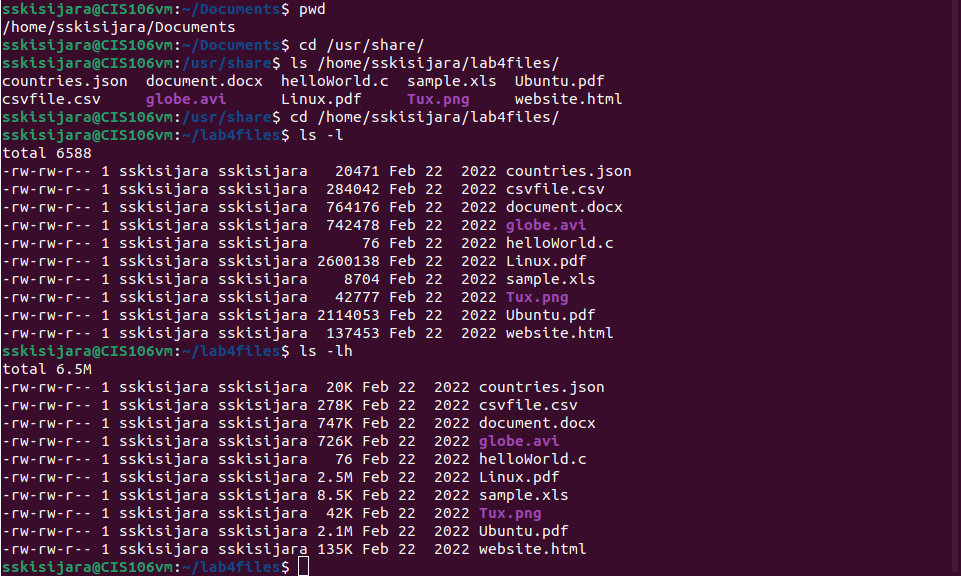 sskisijara@CIS106vm:~/Documents$ pwd
/home/sskisijara/Documents
sskisijara@CIS106vm:~/Documents$ cd /usr/share/
sskisijara@CIS106vm:/usr/share$ ls /home/sskisijara/lab4files/
countries.json  document.docx  helloWorld.c  sample.xls  Ubuntu.pdf
csvfile.csv     globe.avi      Linux.pdf     Tux.png     website.html
sskisijara@CIS106vm:/usr/share$ cd /home/sskisijara/lab4files/
sskisijara@CIS106vm:~/lab4files$ ls -l
total 6588
-rw-rw-r-- 1 sskisijara sskisijara   20471 Feb 22  2022 countries.json
-rw-rw-r-- 1 sskisijara sskisijara  284042 Feb 22  2022 csvfile.csv
-rw-rw-r-- 1 sskisijara sskisijara  764176 Feb 22  2022 document.docx
-rw-rw-r-- 1 sskisijara sskisijara  742478 Feb 22  2022 globe.avi
-rw-rw-r-- 1 sskisijara sskisijara      76 Feb 22  2022 helloWorld.c
-rw-rw-r-- 1 sskisijara sskisijara 2600138 Feb 22  2022 Linux.pdf
-rw-rw-r-- 1 sskisijara sskisijara    8704 Feb 22  2022 sample.xls
-rw-rw-r-- 1 sskisijara sskisijara   42777 Feb 22  2022 Tux.png
-rw-rw-r-- 1 sskisijara sskisijara 2114053 Feb 22  2022 Ubuntu.pdf
-rw-rw-r-- 1 sskisijara sskisijara  137453 Feb 22  2022 website.html
sskisijara@CIS106vm:~/lab4files$ ls -lh
total 6.5M
-rw-rw-r-- 1 sskisijara sskisijara  20K Feb 22  2022 countries.json
-rw-rw-r-- 1 sskisijara sskisijara 278K Feb 22  2022 csvfile.csv
-rw-rw-r-- 1 sskisijara sskisijara 747K Feb 22  2022 document.docx
-rw-rw-r-- 1 sskisijara sskisijara 726K Feb 22  2022 globe.avi
-rw-rw-r-- 1 sskisijara sskisijara   76 Feb 22  2022 helloWorld.c
-rw-rw-r-- 1 sskisijara sskisijara 2.5M Feb 22  2022 Linux.pdf
-rw-rw-r-- 1 sskisijara sskisijara 8.5K Feb 22  2022 sample.xls
-rw-rw-r-- 1 sskisijara sskisijara  42K Feb 22  2022 Tux.png
-rw-rw-r-- 1 sskisijara sskisijara 2.1M Feb 22  2022 Ubuntu.pdf
-rw-rw-r-- 1 sskisijara sskisijara 135K Feb 22  2022 website.html
sskisijara@CIS106vm:~/lab4files$